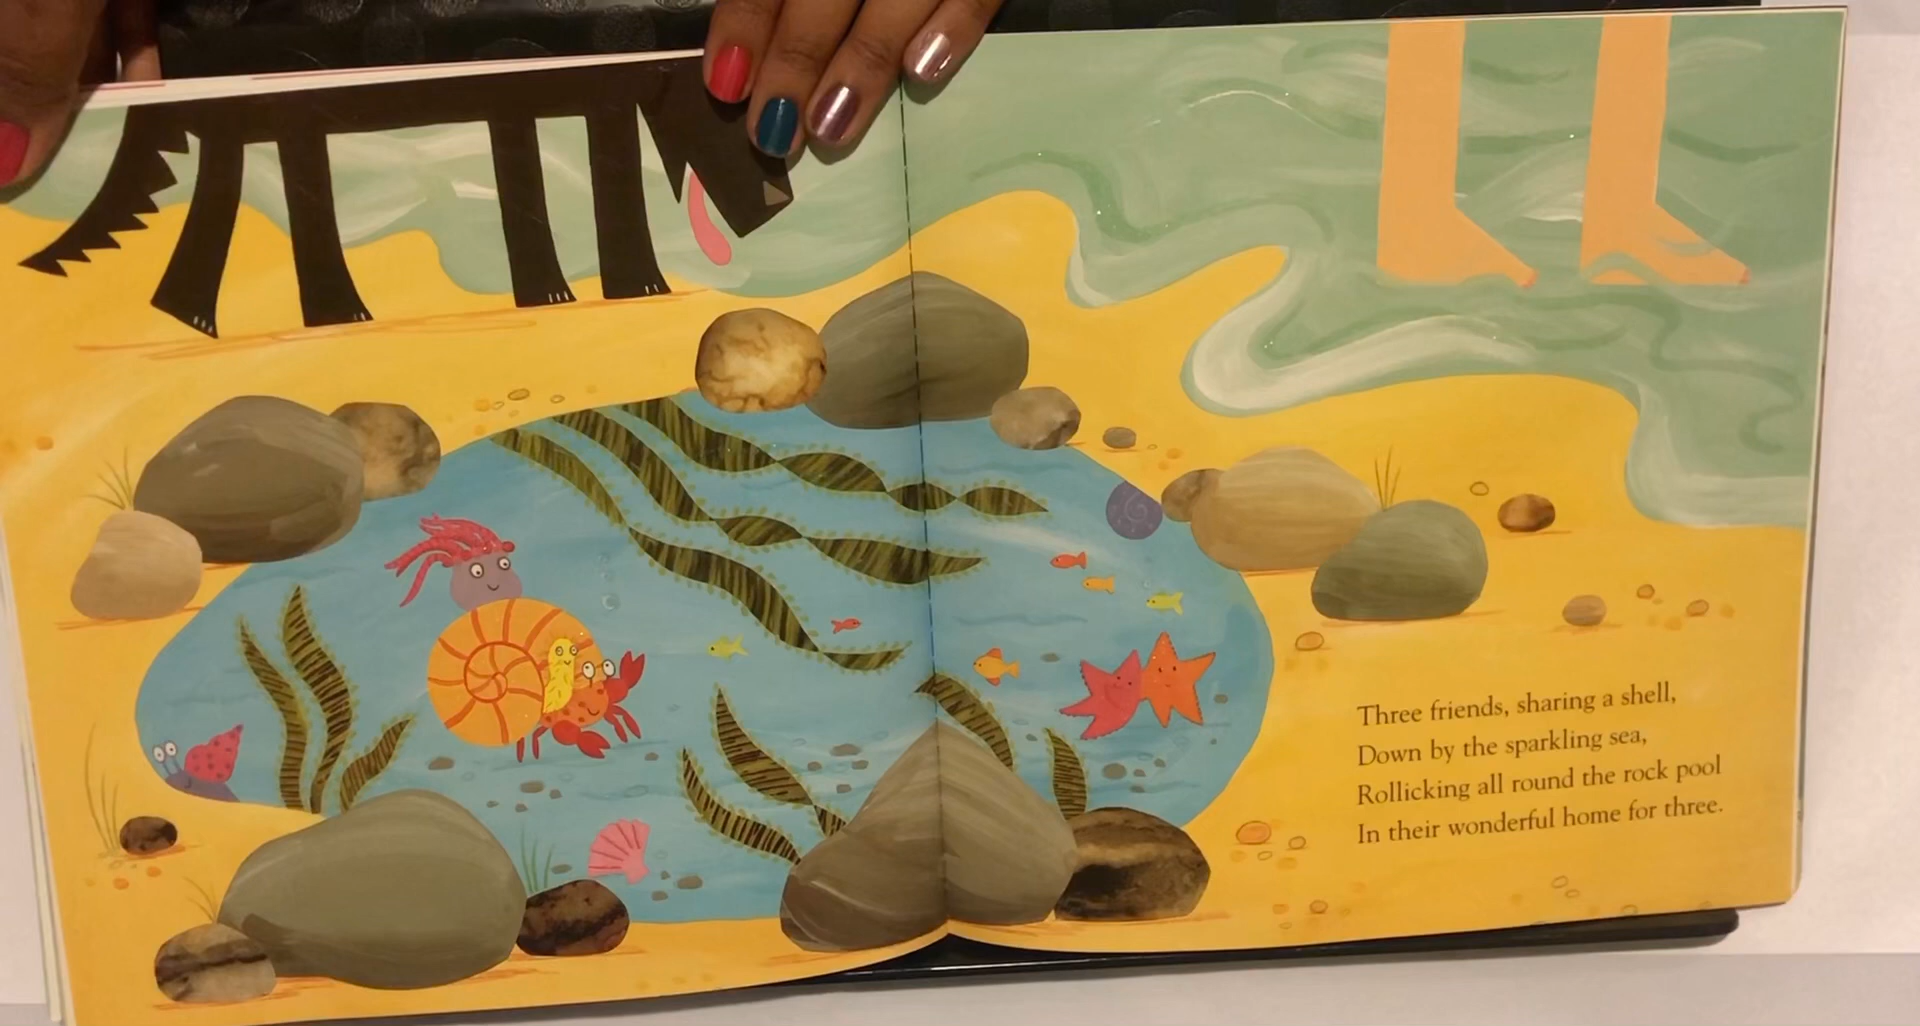 Three friends, sharing a shell,
Down by the sparkling sea,
Rollicking all round the rock pool
In their wonderful home for three.